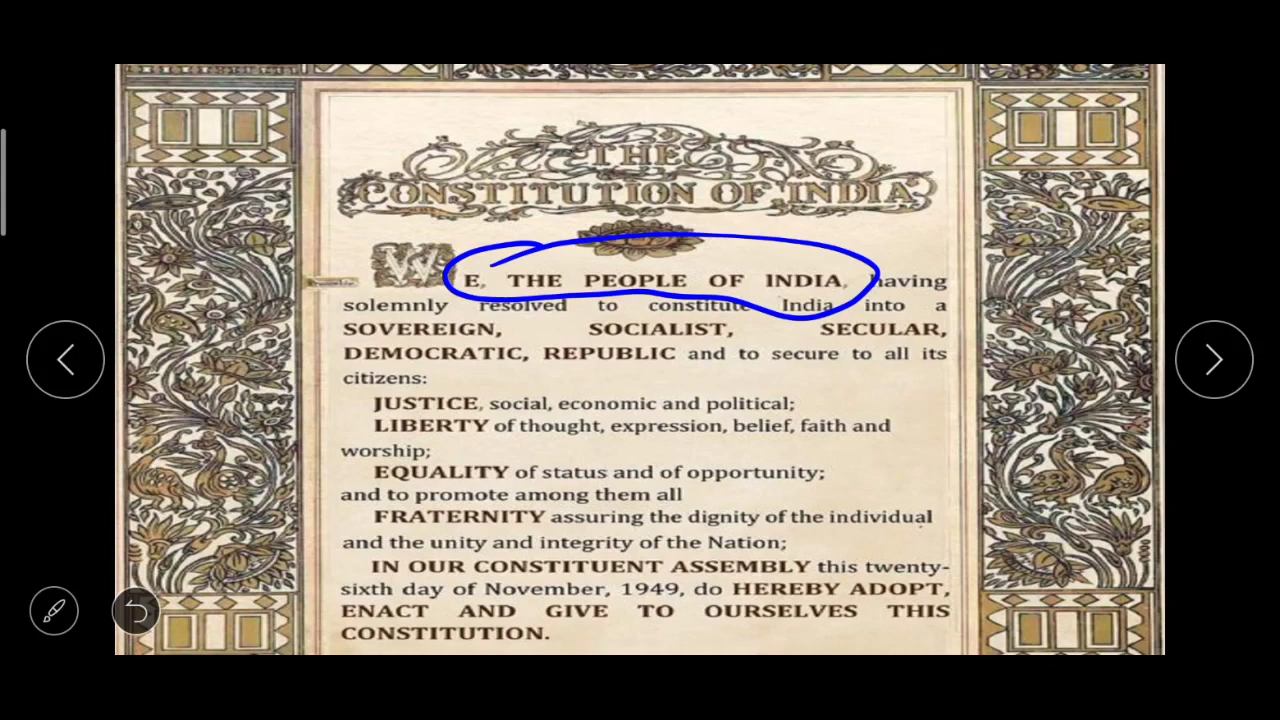 THE
CONSTITUTION OF INDIA
WE, THE PEOPLE OF INDIA, having
solemnly resolved to constitute India into a
SOVEREIGN, SOCIALIST, SECULAR,
DEMOCRATIC, REPUBLIC and to secure to all its
citizens:
JUSTICE, social, economic and political;
LIBERTY of thought, expression, belief, faith and
worship;
EQUALITY of status and of opportunity;
and to promote among them all
FRATERNITY assuring the dignity of the individual
and the unity and integrity of the Nation;
IN OUR CONSTITUENT ASSEMBLY this twenty-
sixth day of November, 1949, do HEREBY ADOPT,
ENACT AND GIVE TO OURSELVES THIS
CONSTITUTION.